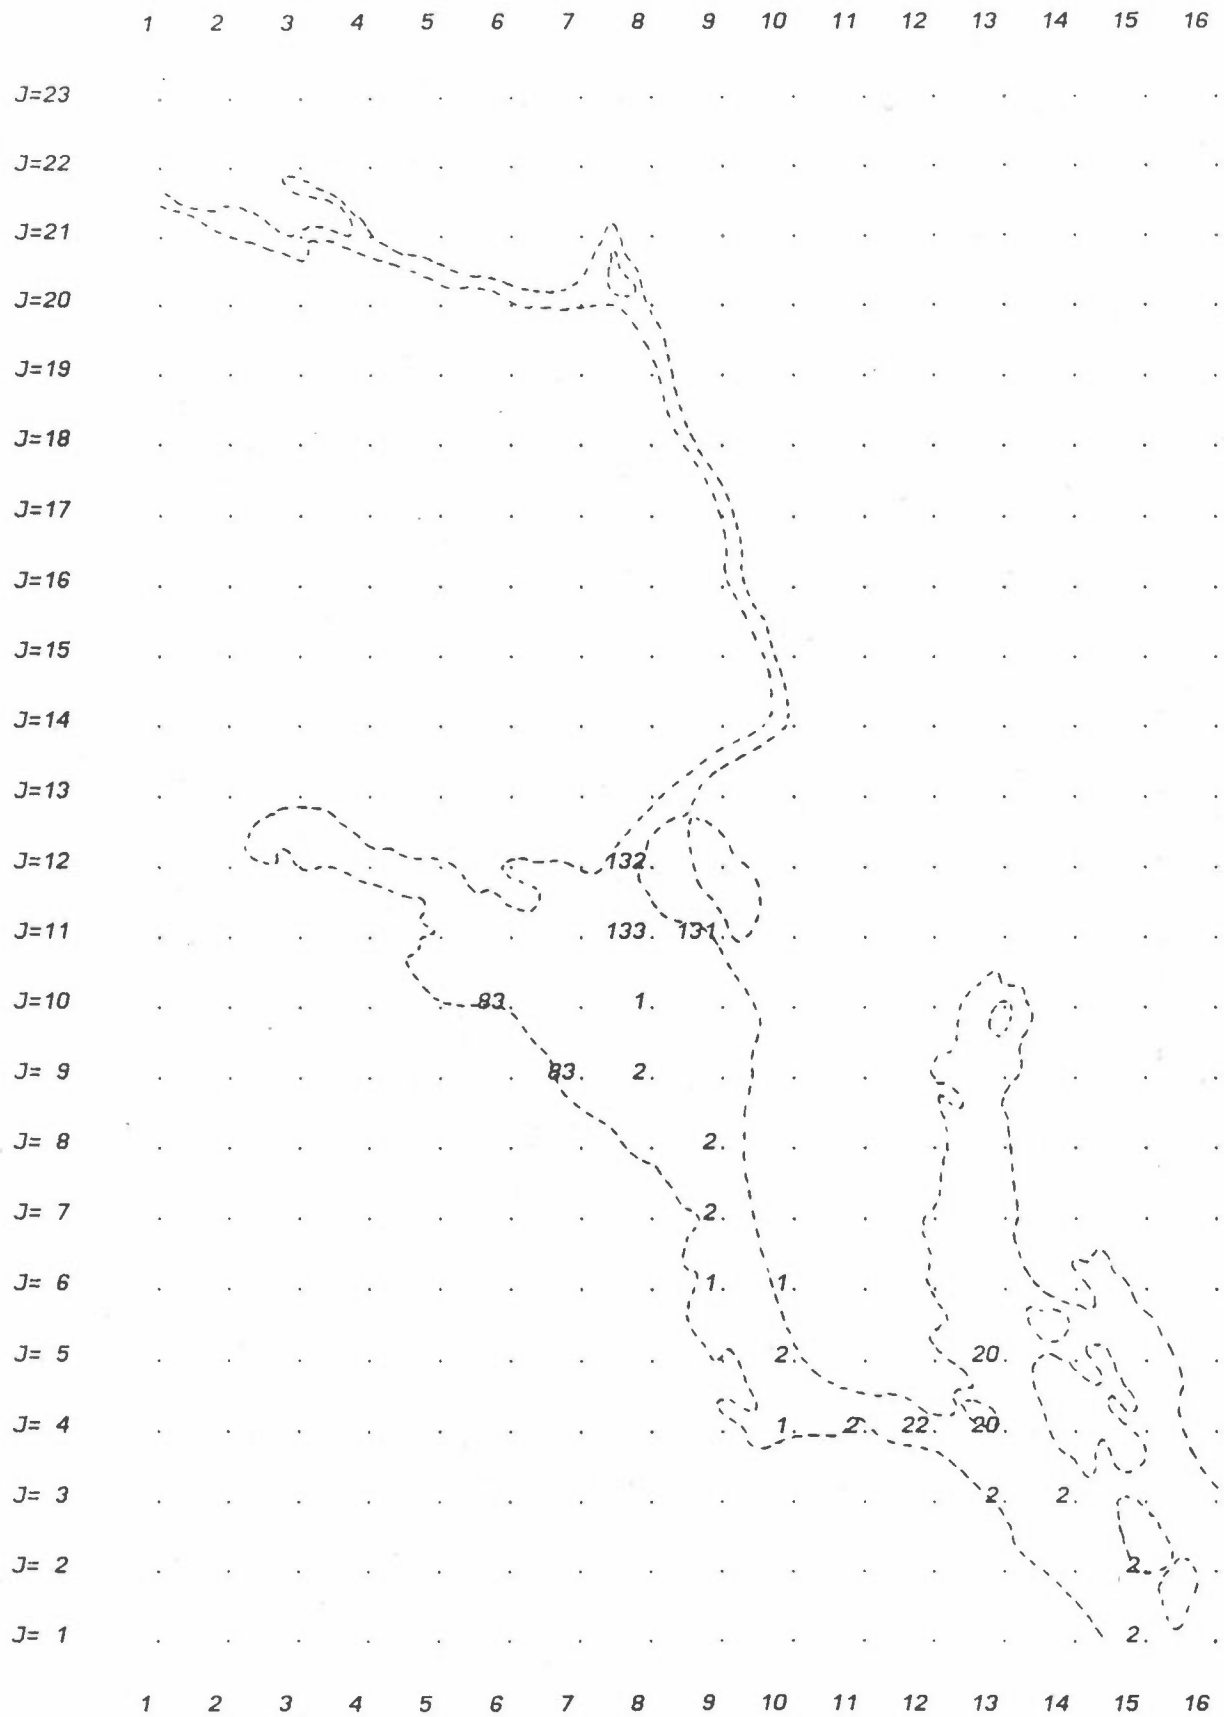 1 2 3 4 5 6 7 8 9 10 11 12 13 14 15 16
J=23 . . . . . . . . . . . . . . . .
J=22 . . . . . . . . . . . . . . . .
J=21 . . . . . . . . . . . . . . . .
J=20 . . . . . . . . . . . . . . . .
J=19 . . . . . . . . . . . . . . . .
J=18 . . . . . . . . . . . . . . . .
J=17 . . . . . . . . . . . . . . . .
J=16 . . . . . . . . . . . . . . . .
J=15 . . . . . . . . . . . . . . . .
J=14 . . . . . . . . . . . . . . . .
J=13 . . . . . . . . . . . . . . . .
J=12 . . . . . . . 132. . . . . . . . .
J=11 . . . . . . . 133. 131. . . . . . . .
J=10 . . . . . 83. . 1. . . . . . . . .
J= 9 . . . . . . 83. 2. . . . . . . . .
J= 8 . . . . . . . . 2. . . . . . . .
J= 7 . . . . . . . . 2. . . . . . . .
J= 6 . . . . . . . . 1. 1. . . . . . .
J= 5 . . . . . . . . . 2. . . 20. . . .
J= 4 . . . . . . . . . 1. 2. 22. 20. . . .
J= 3 . . . . . . . . . . . . 2. 2. . .
J= 2 . . . . . . . . . . . . . . 2. .
J= 1 . . . . . . . . . . . . . . 2. .
1 2 3 4 5 6 7 8 9 10 11 12 13 14 15 16